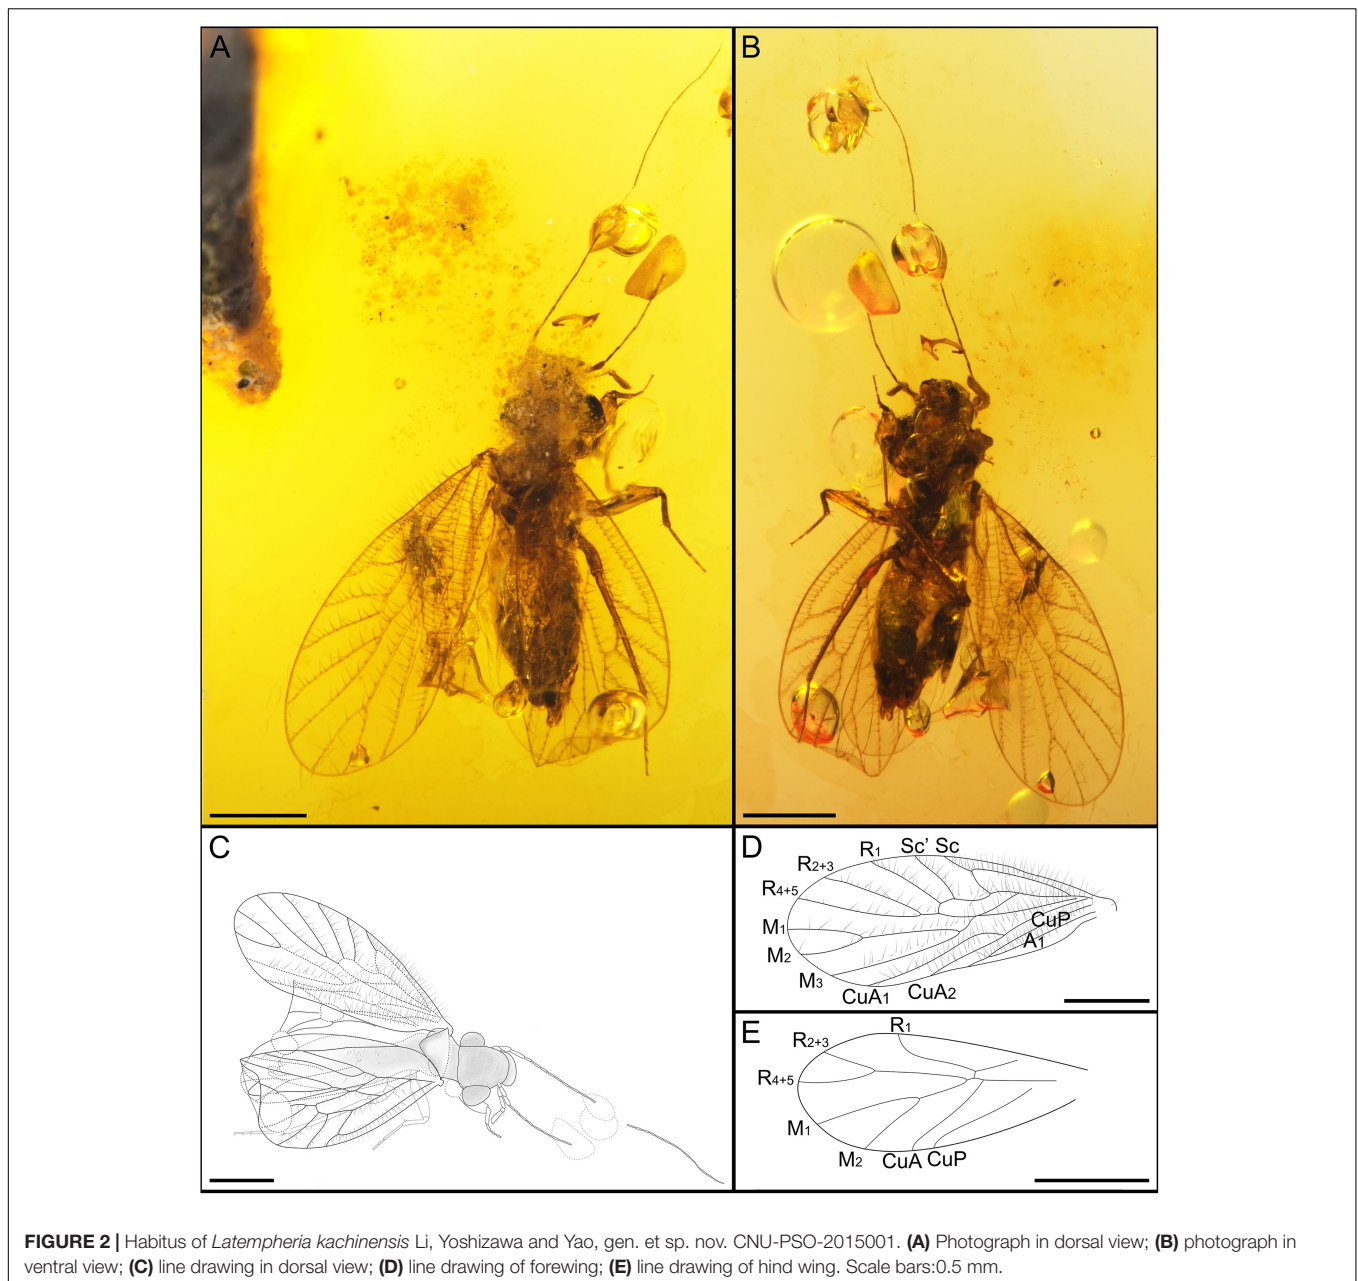 A
B
C
D
R1
Sc’ Sc
R2+3
R4+5
M1
M2
M3
CuA1
CuA2
CuP
A1
E
R1
R2+3
R4+5
M1
M2
CuA
CuP
FIGURE 2 | Habitus of Latempheria kachinensis Li, Yoshizawa and Yao, gen. et sp. nov. CNU-PSO-2015001. (A) Photograph in dorsal view; (B) photograph in
ventral view; (C) line drawing in dorsal view; (D) line drawing of forewing; (E) line drawing of hind wing. Scale bars:0.5 mm.